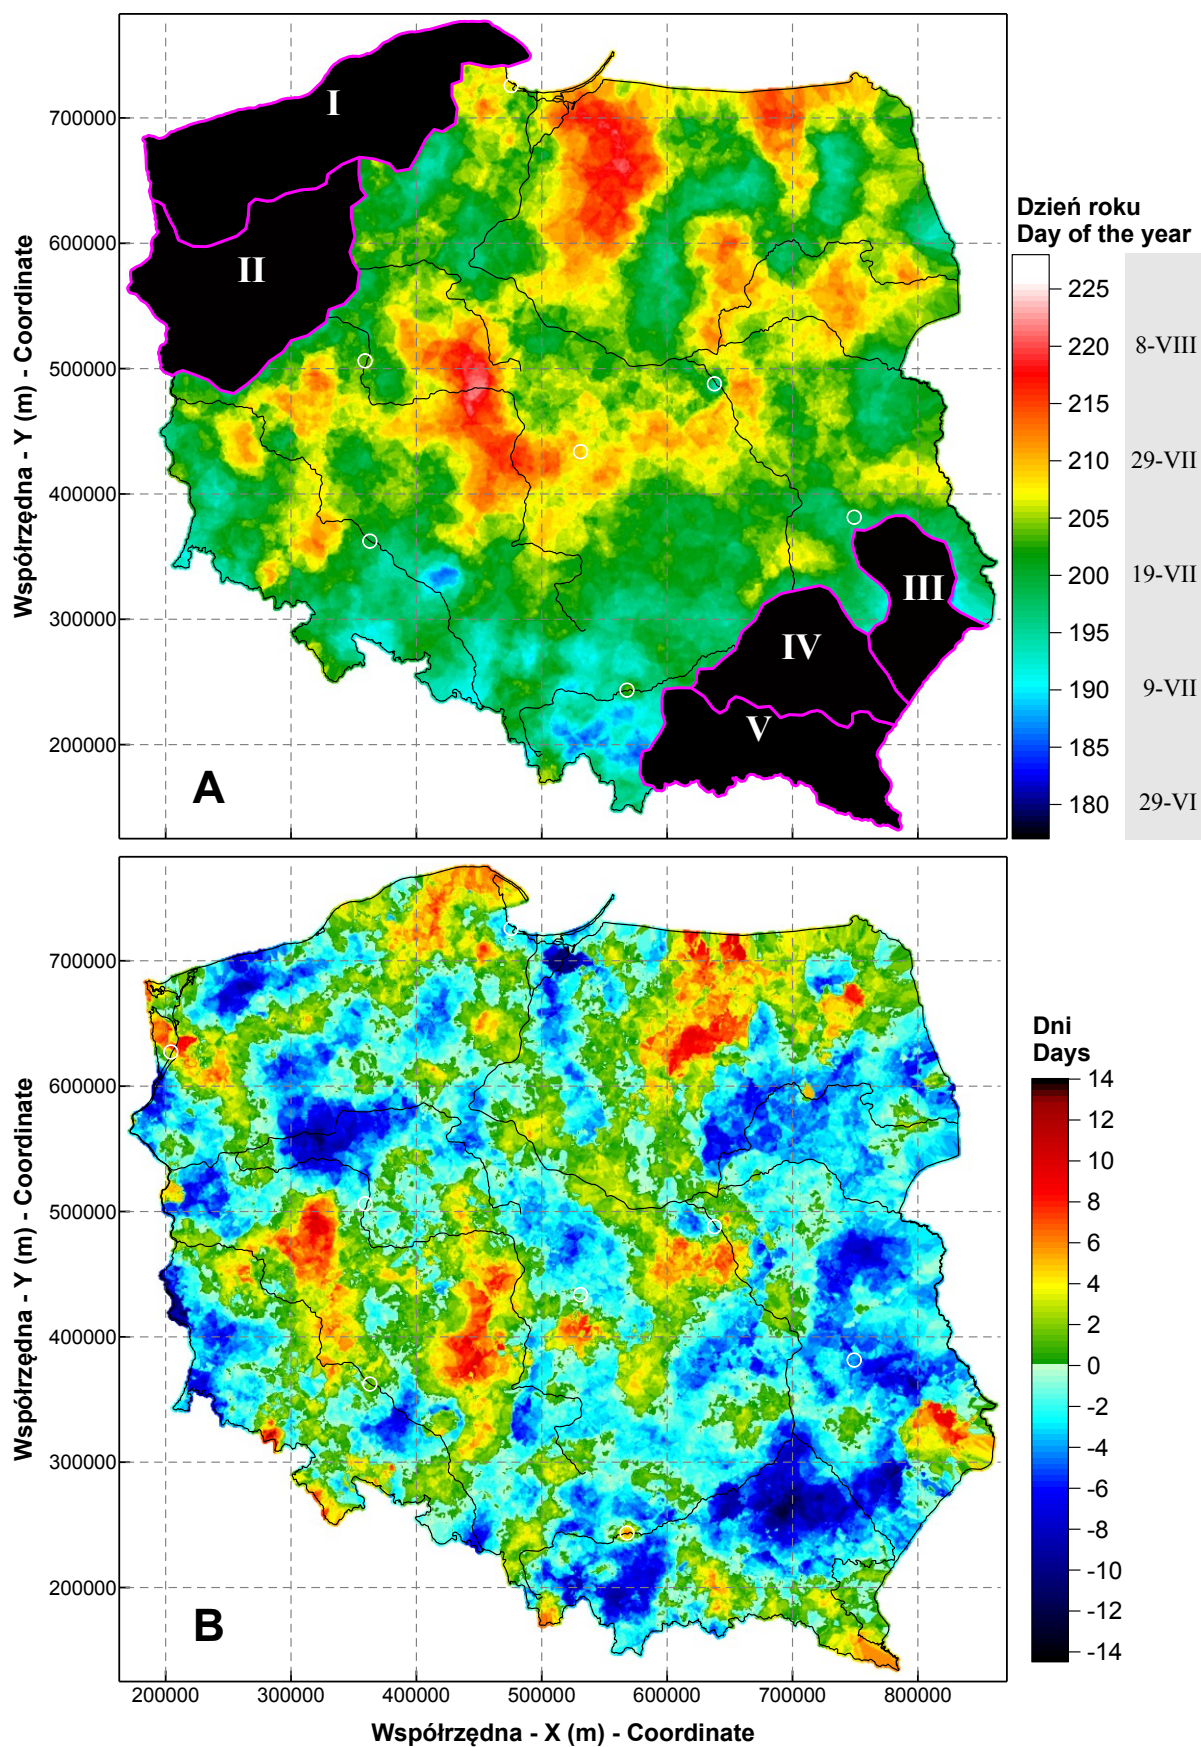 I
II
III
IV
V
A
700000
600000
500000
400000
300000
200000
Współrzędna - Y (m) - Coordinate
Dzień roku
Day of the year
225
220
215
210
205
200
195
190
185
180
8-VIII
29-VII
19-VII
9-VII
29-VI
B
700000
600000
500000
400000
300000
200000
Współrzędna - Y (m) - Coordinate
200000 300000 400000 500000 600000 700000 800000
Współrzędna - X (m) - Coordinate
Dni
Days
14
12
10
8
6
4
2
0
-2
-4
-6
-8
-10
-12
-14